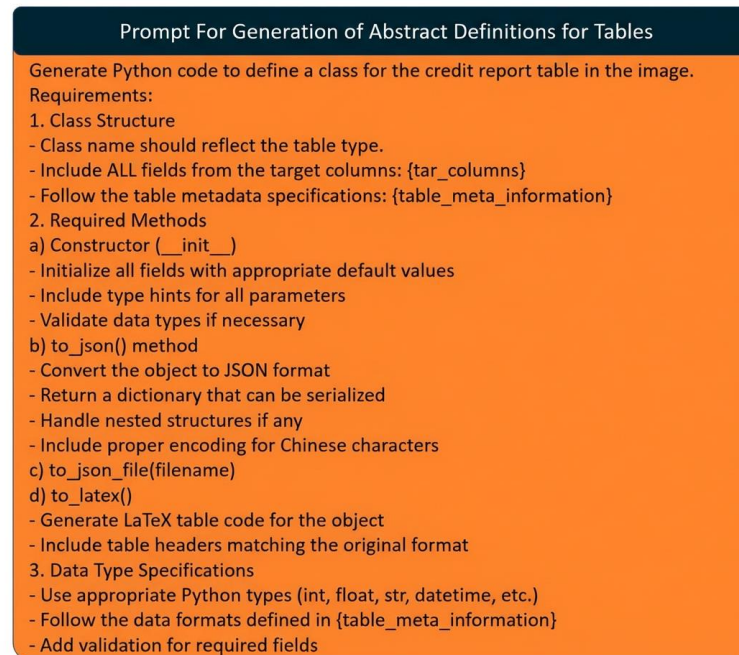 Prompt For Generation of Abstract Definitions for Tables
Generate Python code to define a class for the credit report table in the image.
Requirements:
1. Class Structure
- Class name should reflect the table type.
- Include ALL fields from the target columns: {tar_columns}
- Follow the table metadata specifications: {table_meta_information}
2. Required Methods
a) Constructor (__init__)
- Initialize all fields with appropriate default values
- Include type hints for all parameters
- Validate data types if necessary
b) to_json() method
- Convert the object to JSON format
- Return a dictionary that can be serialized
- Handle nested structures if any
- Include proper encoding for Chinese characters
c) to_json_file(filename)
d) to_latex()
- Generate LaTeX table code for the object
- Include table headers matching the original format
3. Data Type Specifications
- Use appropriate Python types (int, float, str, datetime, etc.)
- Follow the data formats defined in {table_meta_information}
- Add validation for required fields